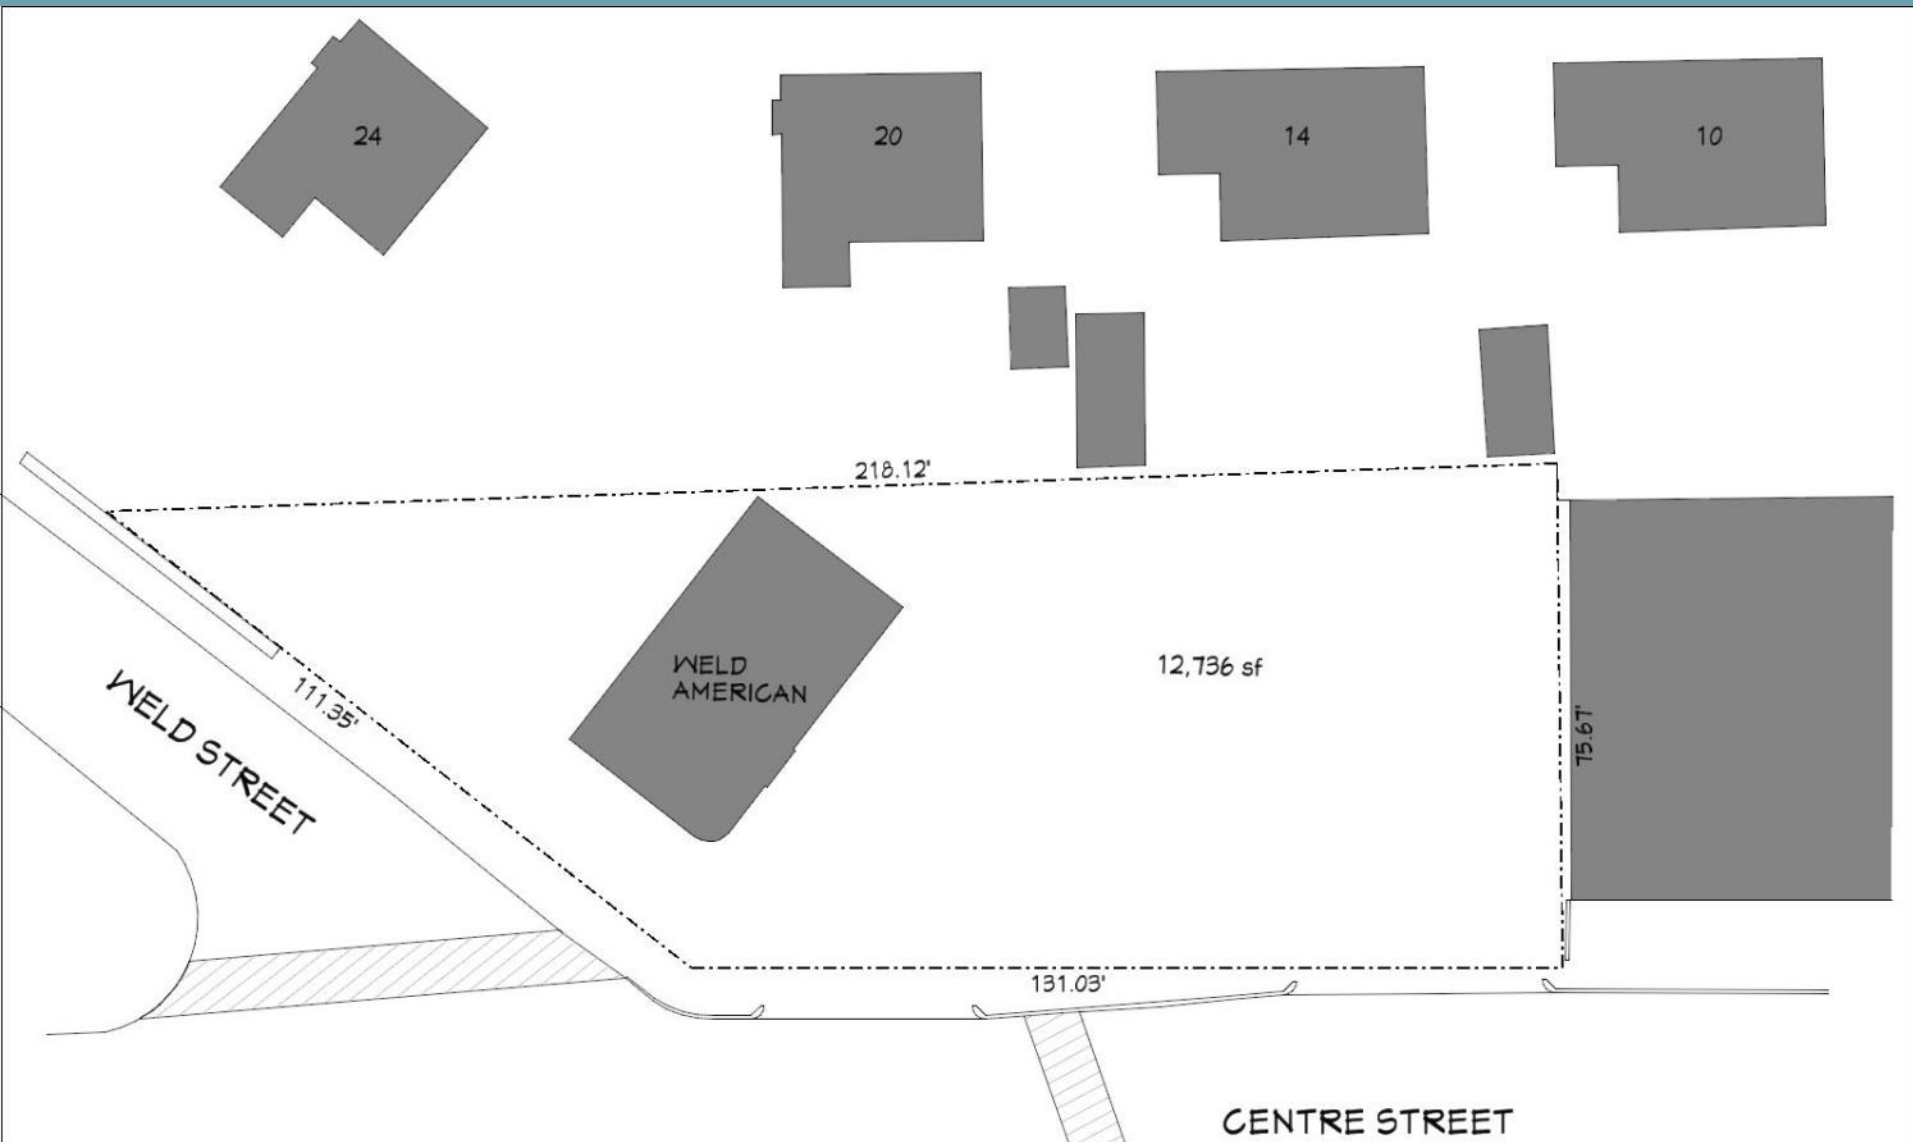 24
20
14
10
218.12'
WELD
AMERICAN
12,736 sf
111.35'
75.67'
WELD STREET
131.03'
CENTRE STREET